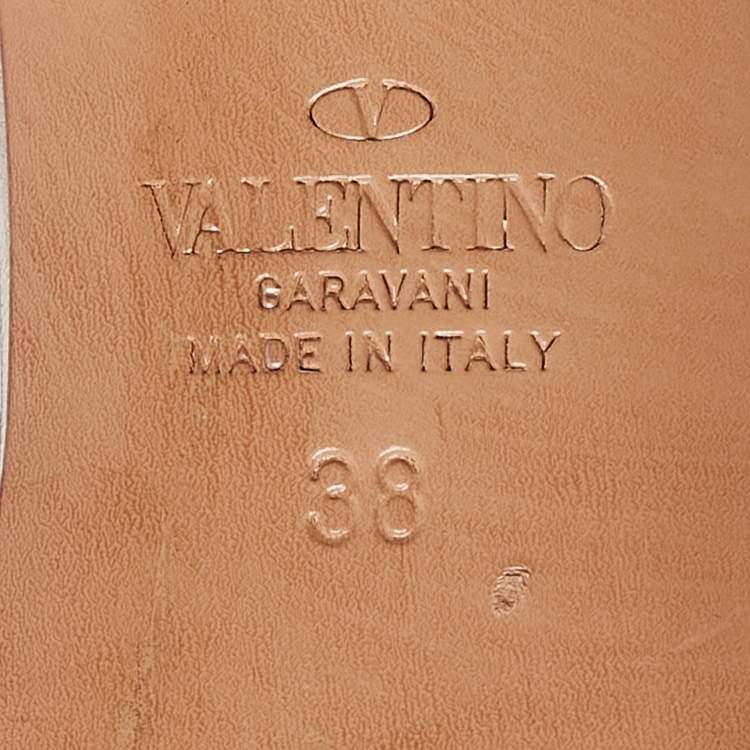 V
VALENTINO
GARAVANI
MADE IN ITALY
38